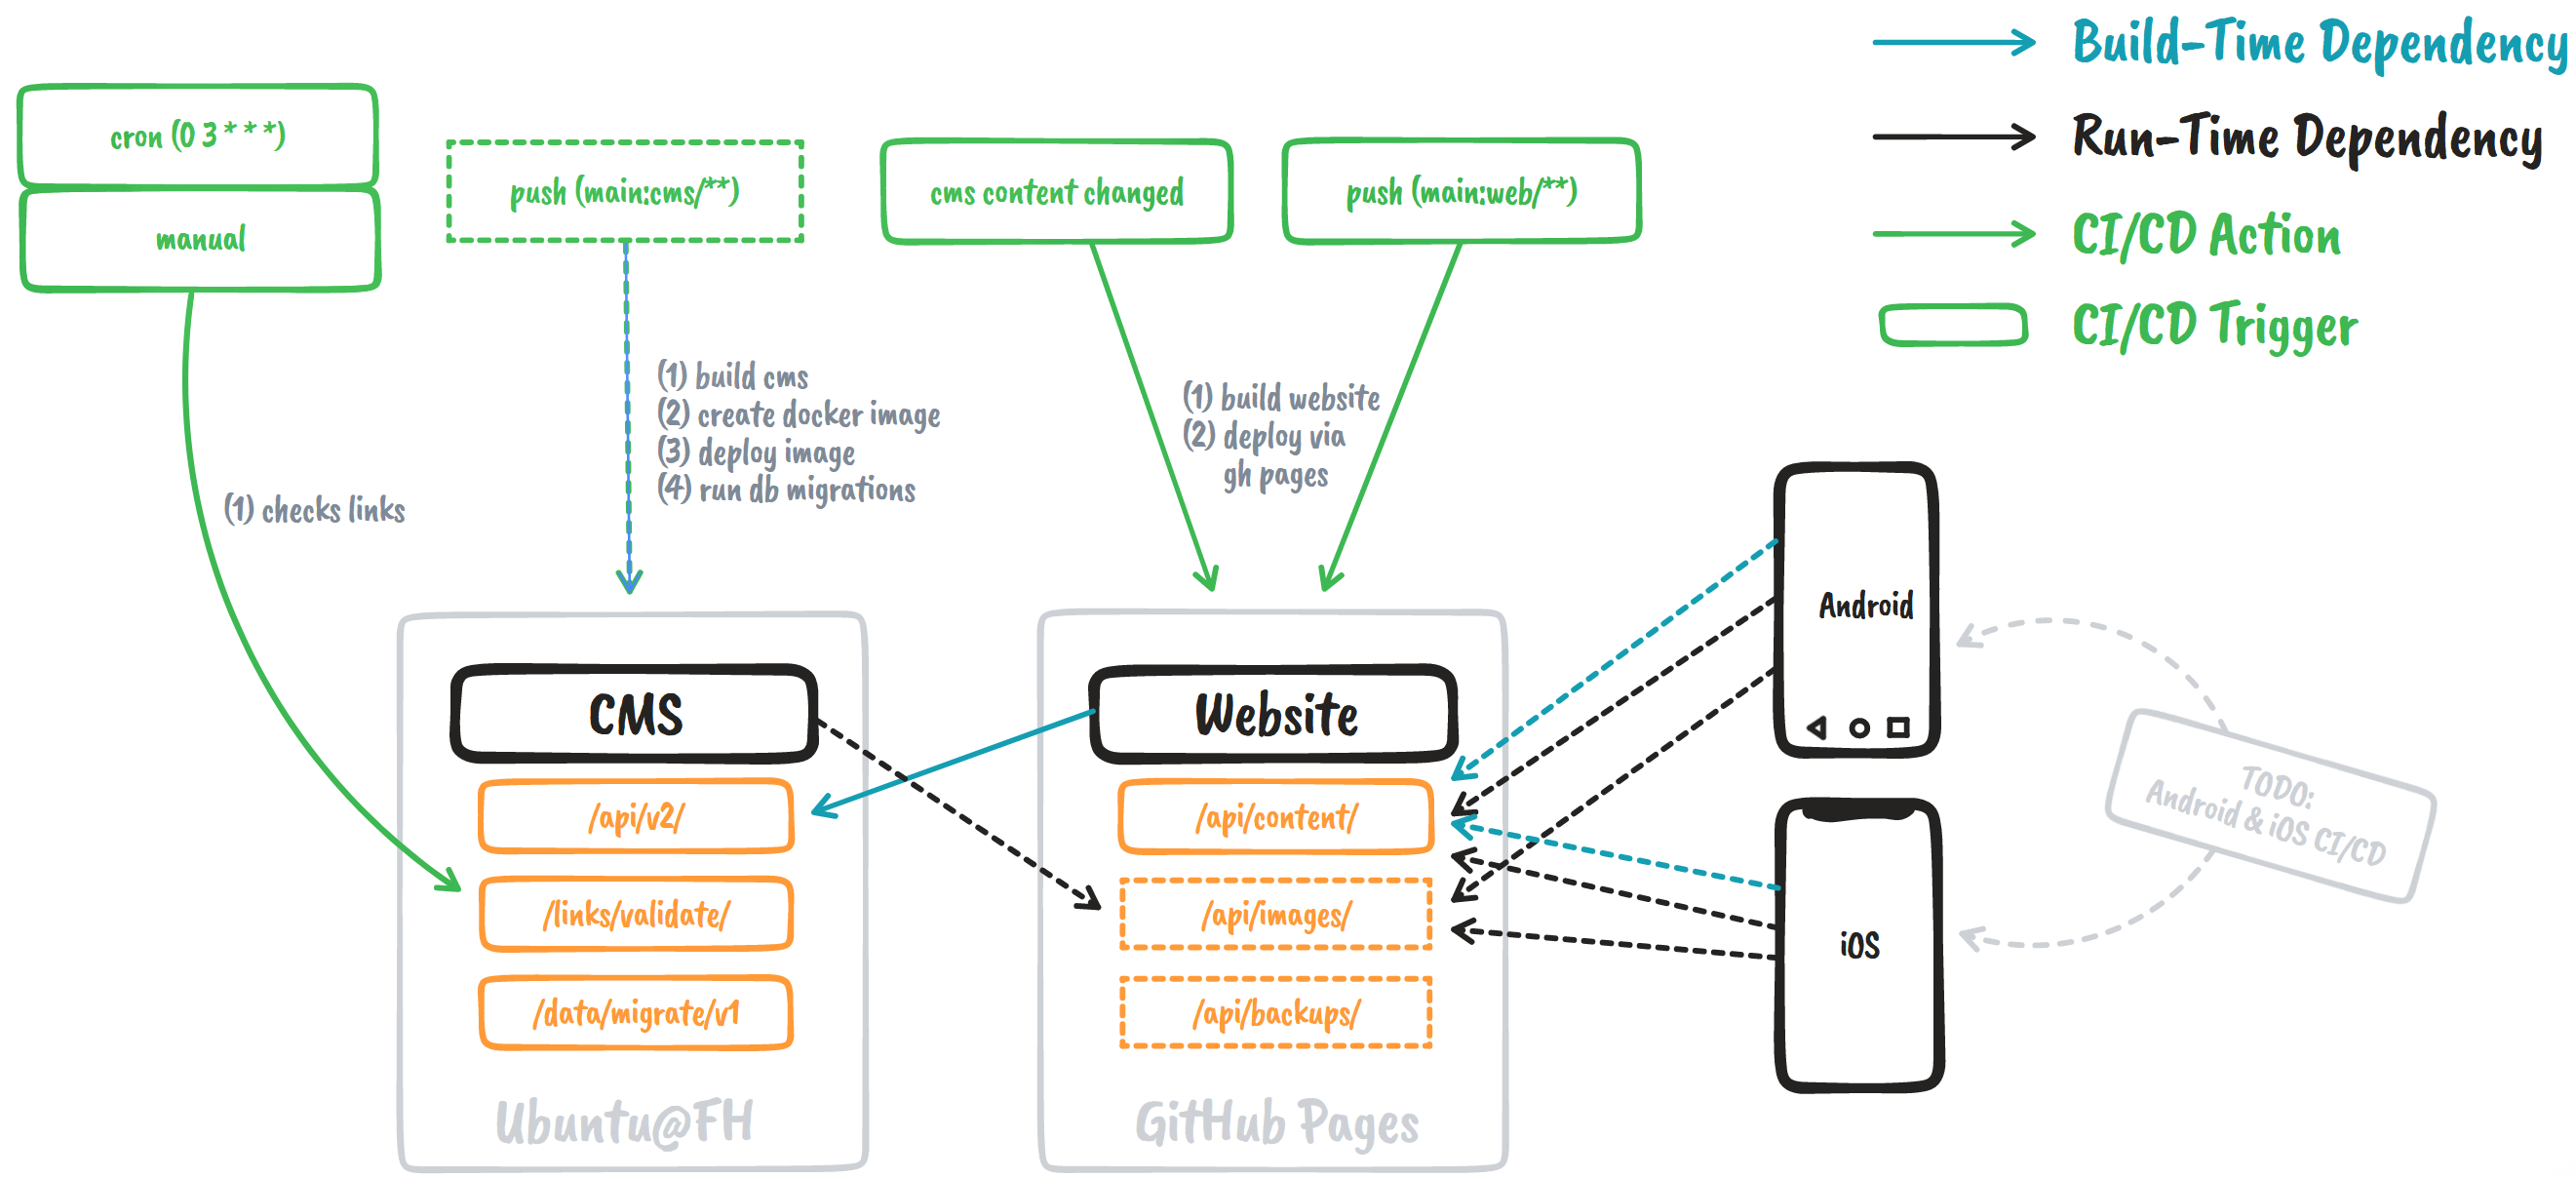 Build-Time Dependency
Run-Time Dependency
CI/CD Action
CI/CD Trigger
cron (0 3 * * *)
manual
push (main:cms/**)
cms content changed
push (main:web/**)
(1) checks links
(1) build cms
(2) create docker image
(3) deploy image
(4) run db migrations
(1) build website
(2) deploy via
gh pages
CMS
/api/v2/
/links/validate/
/data/migrate/v1
Ubuntu@FH
Website
/api/content/
/api/images/
/api/backups/
GitHub Pages
Android
iOS
TODO:
Android & iOS CI/CD